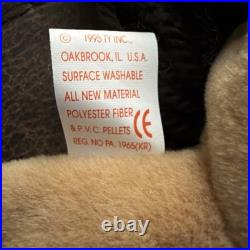 © 1995 TY INC.,
OAKBROOK, IL. U.S.A.
SURFACE WASHABLE
ALL NEW MATERIAL
POLYESTER FIBER
& P.V.C. PELLETS CE
REG. NO PA. 1965(KR)